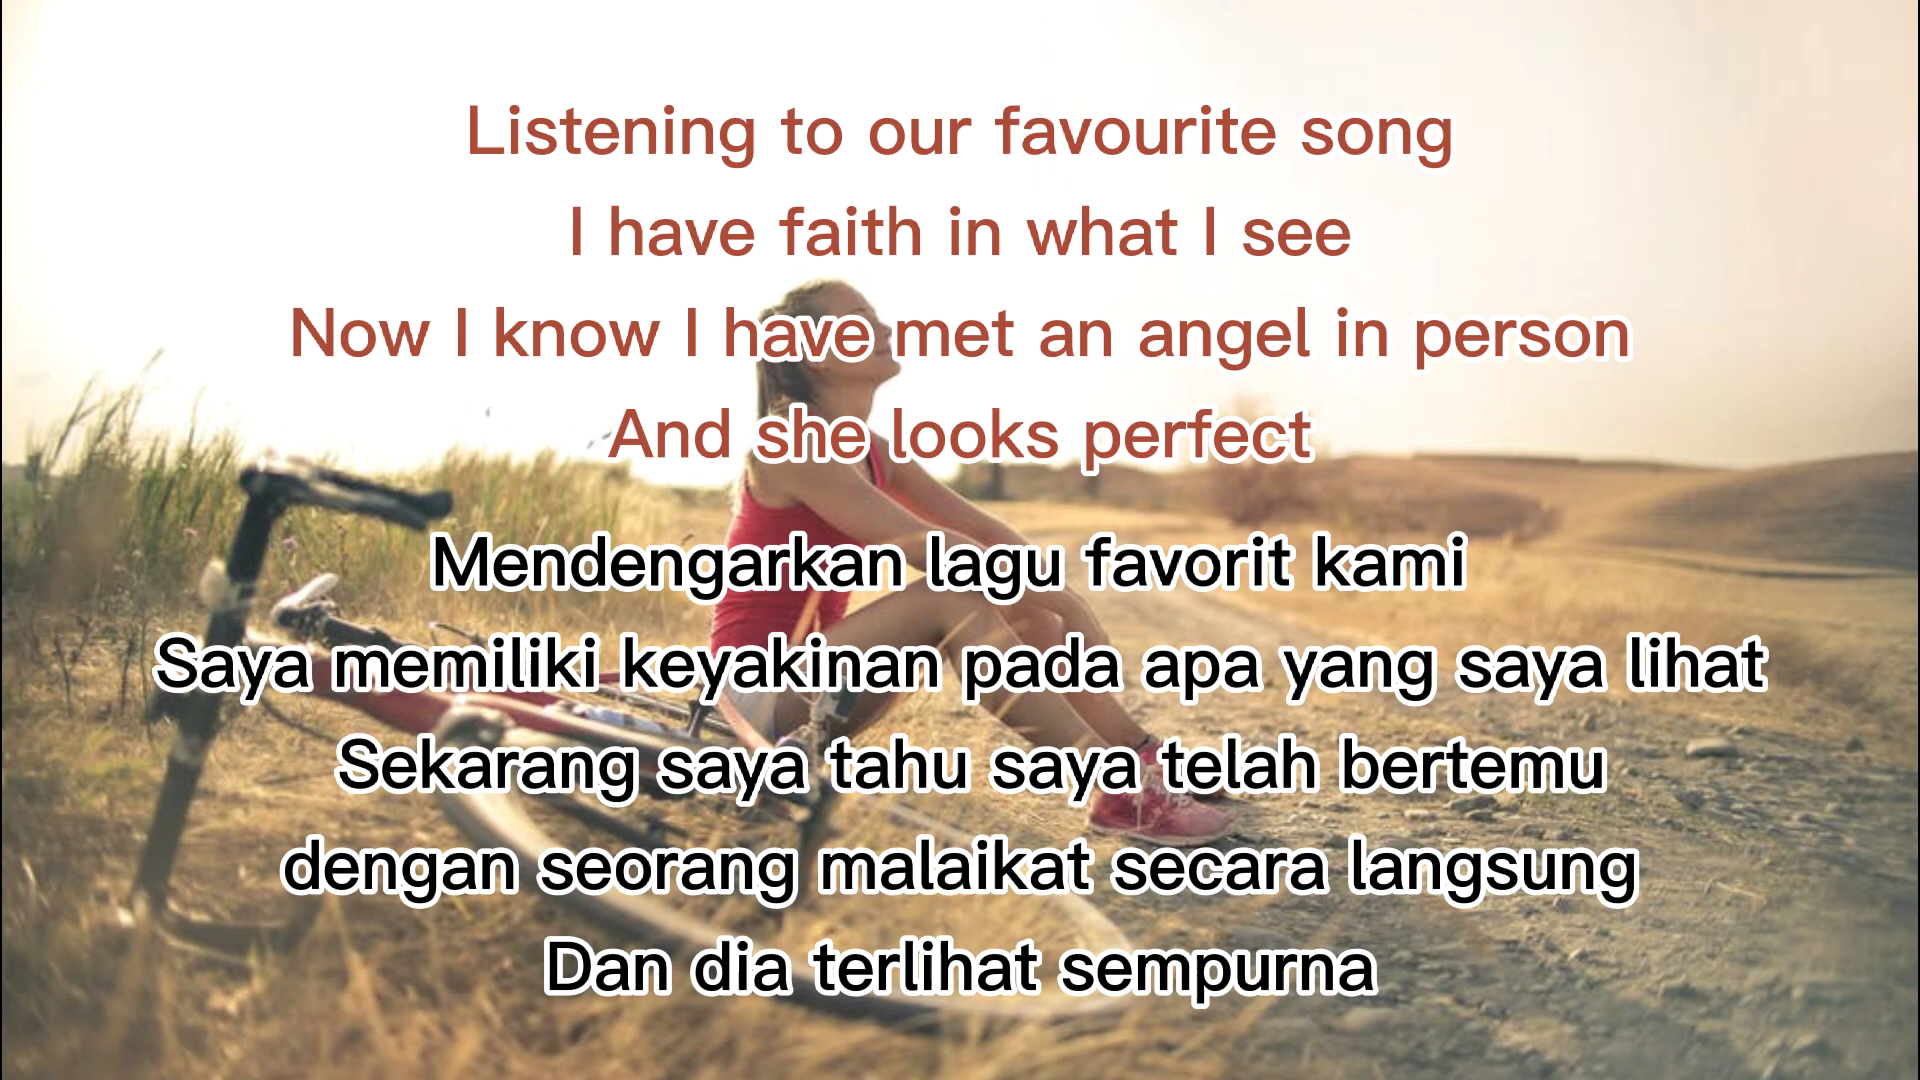 Listening to our favourite song
I have faith in what I see
Now I know I have met an angel in person
And she looks perfect
Mendengarkan lagu favorit kami
Saya memiliki keyakinan pada apa yang saya lihat
Sekarang saya tahu saya telah bertemu
dengan seorang malaikat secara langsung
Dan dia terlihat sempurna